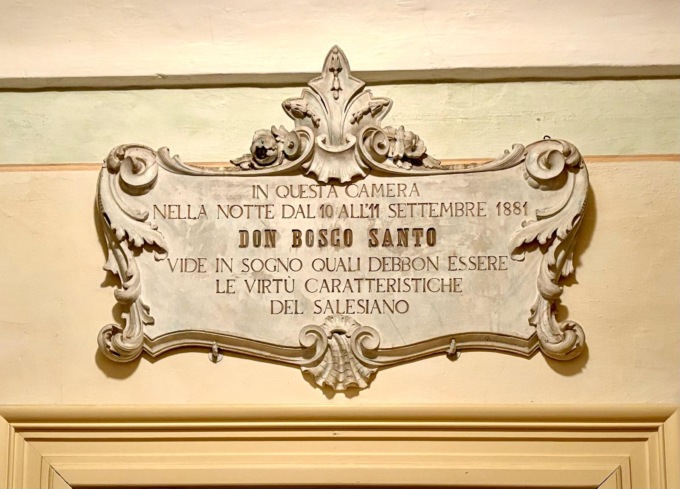 IN QUESTA CAMERA
NELLA NOTTE DAL 10 ALL'11 SETTEMBRE 1881
DON BOSCO SANTO
VIDE IN SOGNO QUALI DEBBON ESSERE
LE VIRTÙ CARATTERISTICHE
DEL SALESIANO